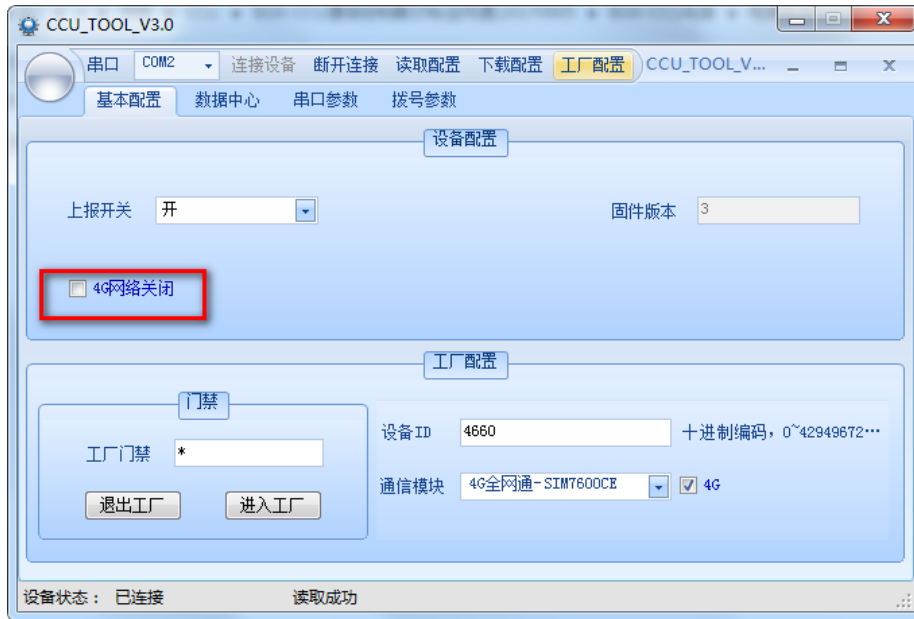 CCU_TOOL_V3.0
串口 COM2 连接设备 断开连接 读取配置 下载配置 工厂配置 CCU_TOOL_V...
基本配置 数据中心 串口参数 拨号参数
设备配置
上报开关 开 固件版本 3
4G网络关闭
工厂配置
门禁
设备ID 4660 十进制编码，0~42949672…
工厂门禁 *
通信模块 4G全网通-SIM7600CE 4G
退出工厂 进入工厂
设备状态： 已连接 读取成功